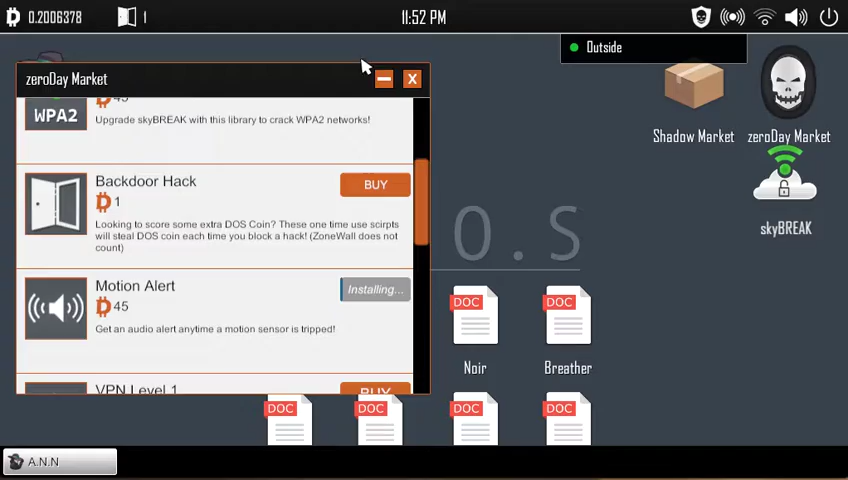 0.2006378
1
11:52 PM
Outside
zeroDay Market
WPA2
45
Upgrade skyBREAK with this library to crack WPA2 networks!
Backdoor Hack
BUY
1
Looking to score some extra DOS Coin? These one time use scirpts
will steal DOS coin each time you block a hack! (ZoneWall does not
count)
Motion Alert
Installing...
45
Get an audio alert anytime a motion sensor is tripped!
VPN Level 1
BUY
O.S
Shadow Market
zeroDay Market
skyBREAK
DOC
DOC
Noir
Breather
DOC
DOC
DOC
DOC
A.N.N